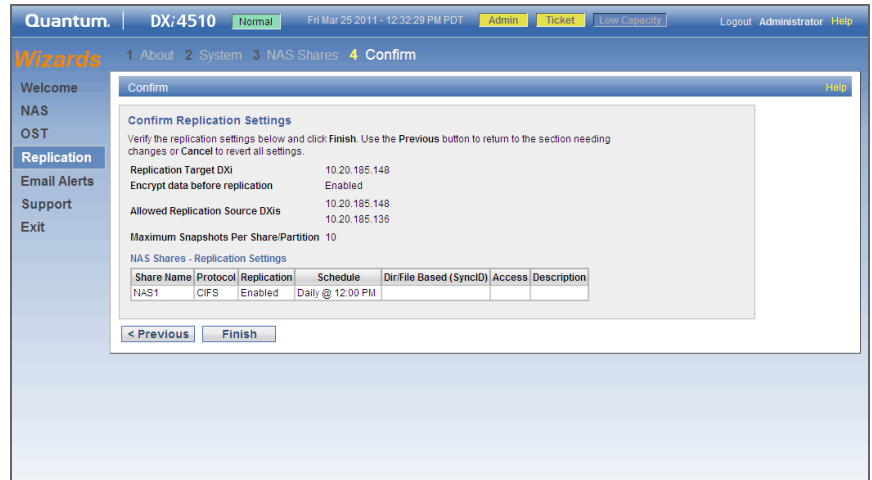 Quantum. DXi4510 Normal Fri Mar 25 2011 - 12:32:29 PM PDT Admin Ticket Low Capacity Logout Administrator Help
Wizards 1 About 2 System 3 NAS Shares 4 Confirm
Welcome
NAS
OST
Replication
Email Alerts
Support
Exit
Confirm Help
Confirm Replication Settings
Verify the replication settings below and click Finish. Use the Previous button to return to the section needing
changes or Cancel to revert all settings.
Replication Target DXi 10.20.185.148
Encrypt data before replication Enabled
Allowed Replication Source DXis 10.20.185.148
10.20.185.136
Maximum Snapshots Per Share/Partition 10
NAS Shares - Replication Settings
Share Name Protocol Replication Schedule Dir/File Based (SyncID) Access Description
NAS1 CIFS Enabled Daily @ 12:00 PM
< Previous Finish